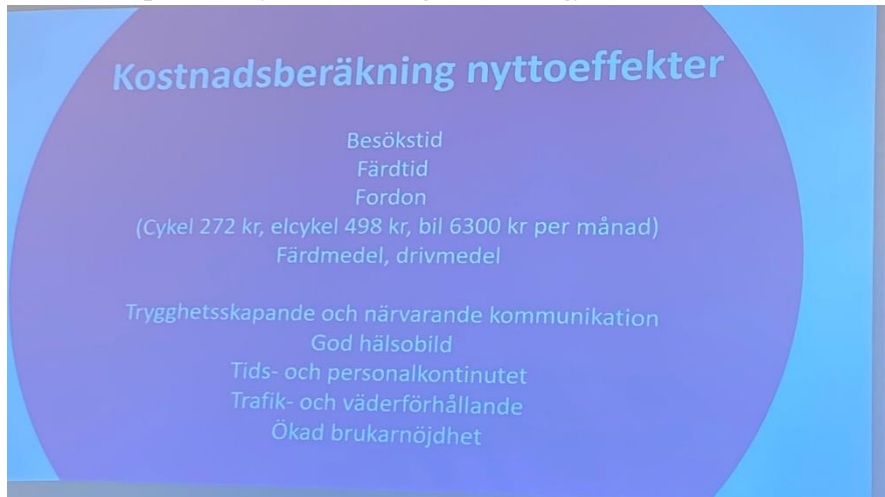 Kostnadsberäkning nyttoeffekter
Besökstid
Färdtid
Fordon
(Cykel 272 kr, elcykel 498 kr, bil 6300 kr per månad)
Färdmedel, drivmedel
Trygghetsskapande och närvarande kommunikation
God hälsobild
Tids- och personalkontinutet
Trafik- och väderförhållande
Ökad brukarnöjdhet